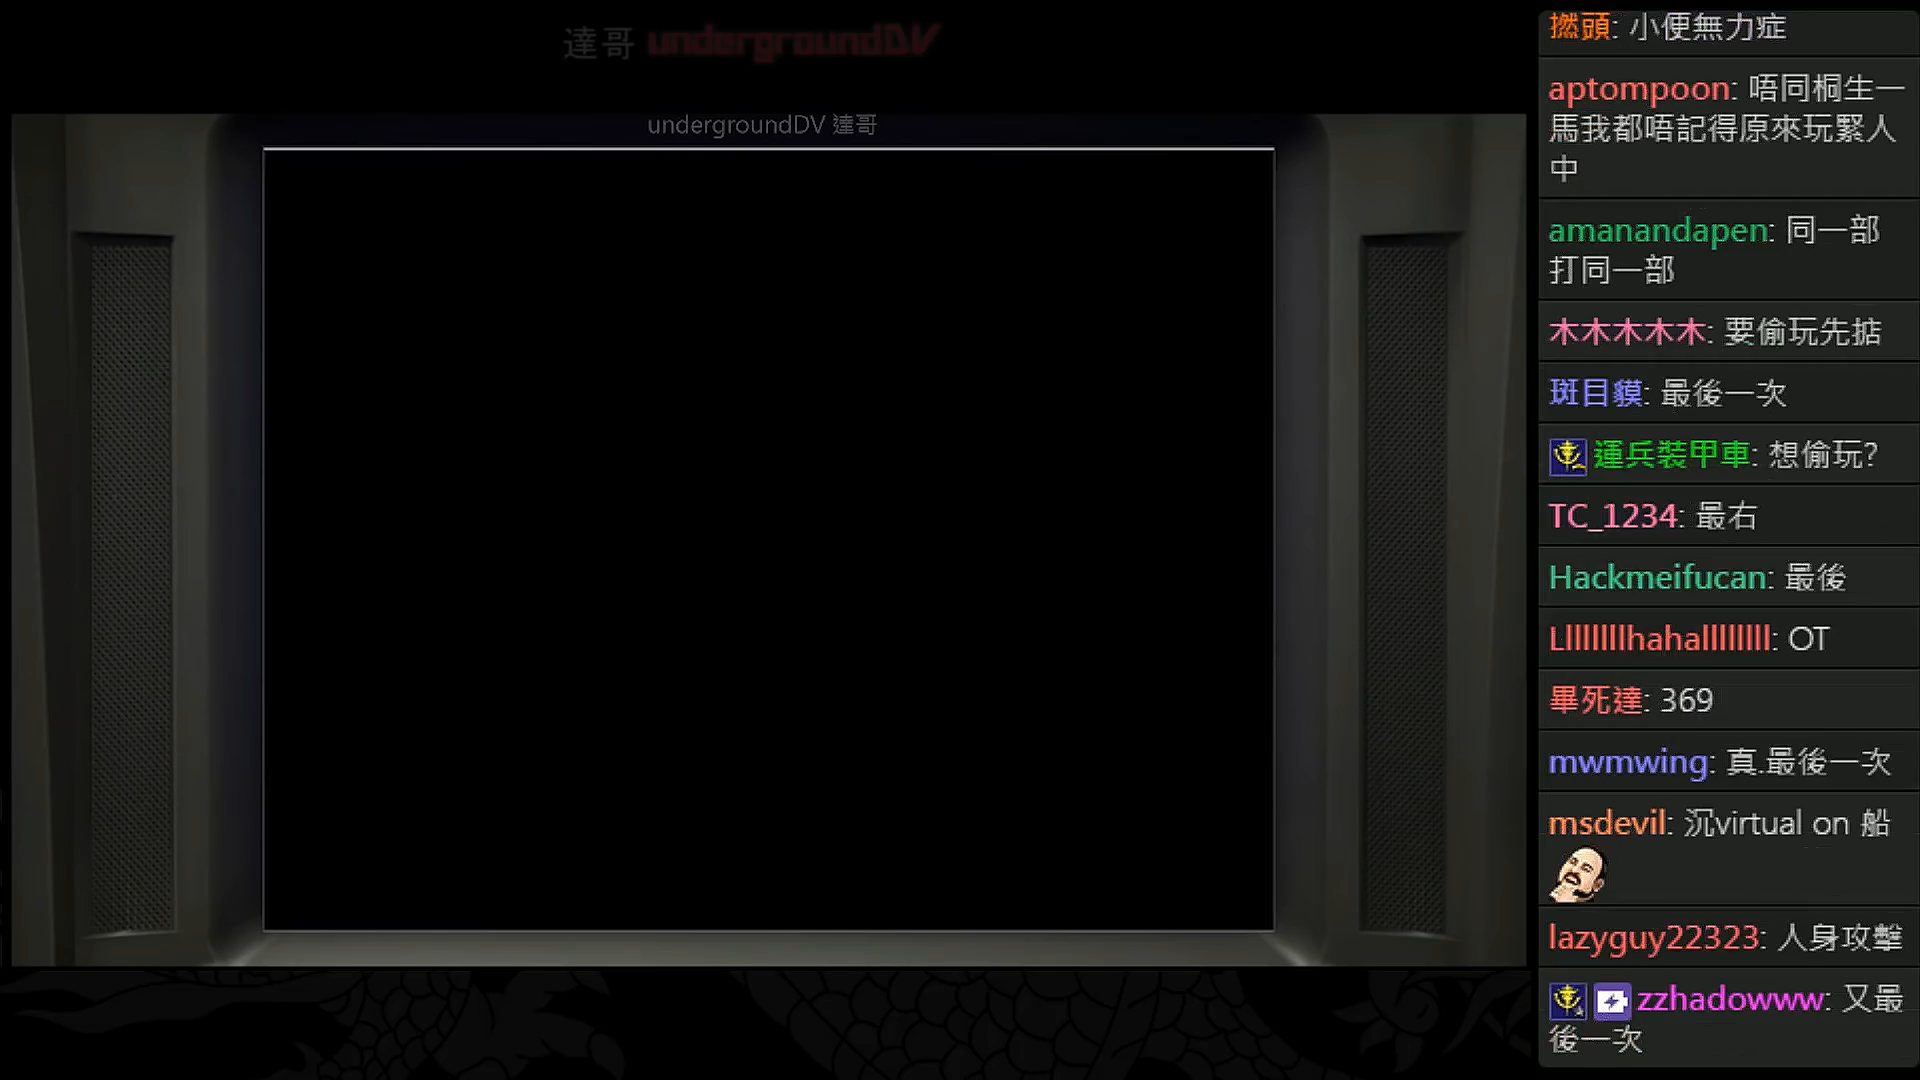 達哥 undergroundDV
undergroundDV 達哥
撚頭: 小便無力症
aptompoon: 唔同桐生一
馬我都唔記得原來玩緊人
中
amanandapen: 同一部
打同一部
木木木木木: 要偷玩先掂
斑目貘: 最後一次
運兵裝甲車: 想偷玩?
TC_1234: 最右
Hackmeifucan: 最後
Lllllllllhahallllllll: OT
畢死達: 369
mwmwing: 真.最後一次
msdevil: 沉virtual on 船
lazyguy22323: 人身攻擊
zzhadowww: 又最
後一次